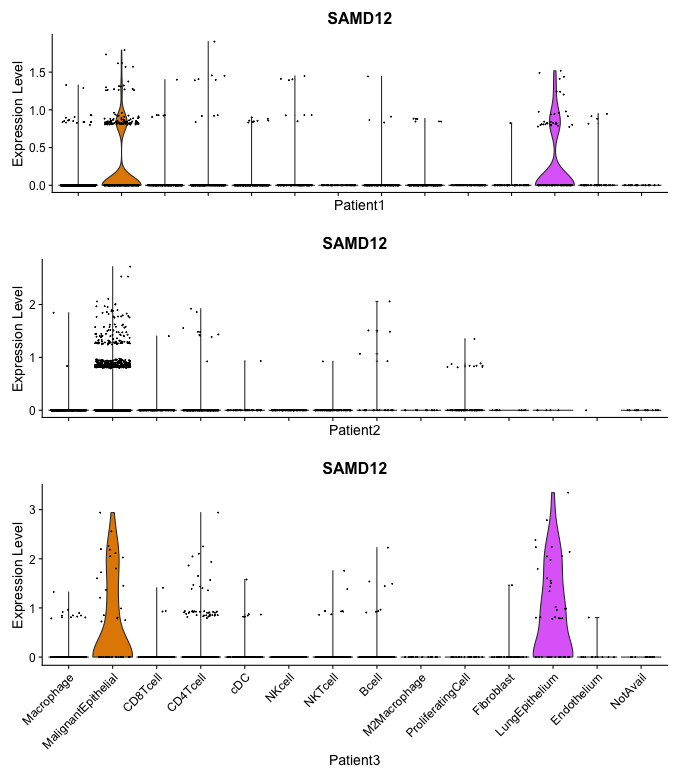 SAMD12
Expression Level
1.5
1.0
0.5
0.0
Patient1
SAMD12
Expression Level
2
1
0
Patient2
SAMD12
Expression Level
3
2
1
0
Macrophage
MalignantEpithelial
CD8Tcell
CD4Tcell
cDC
NKcell
NKTcell
Bcell
M2Macrophage
ProliferatingCell
Fibroblast
LungEpithelium
Endothelium
NotAvail
Patient3